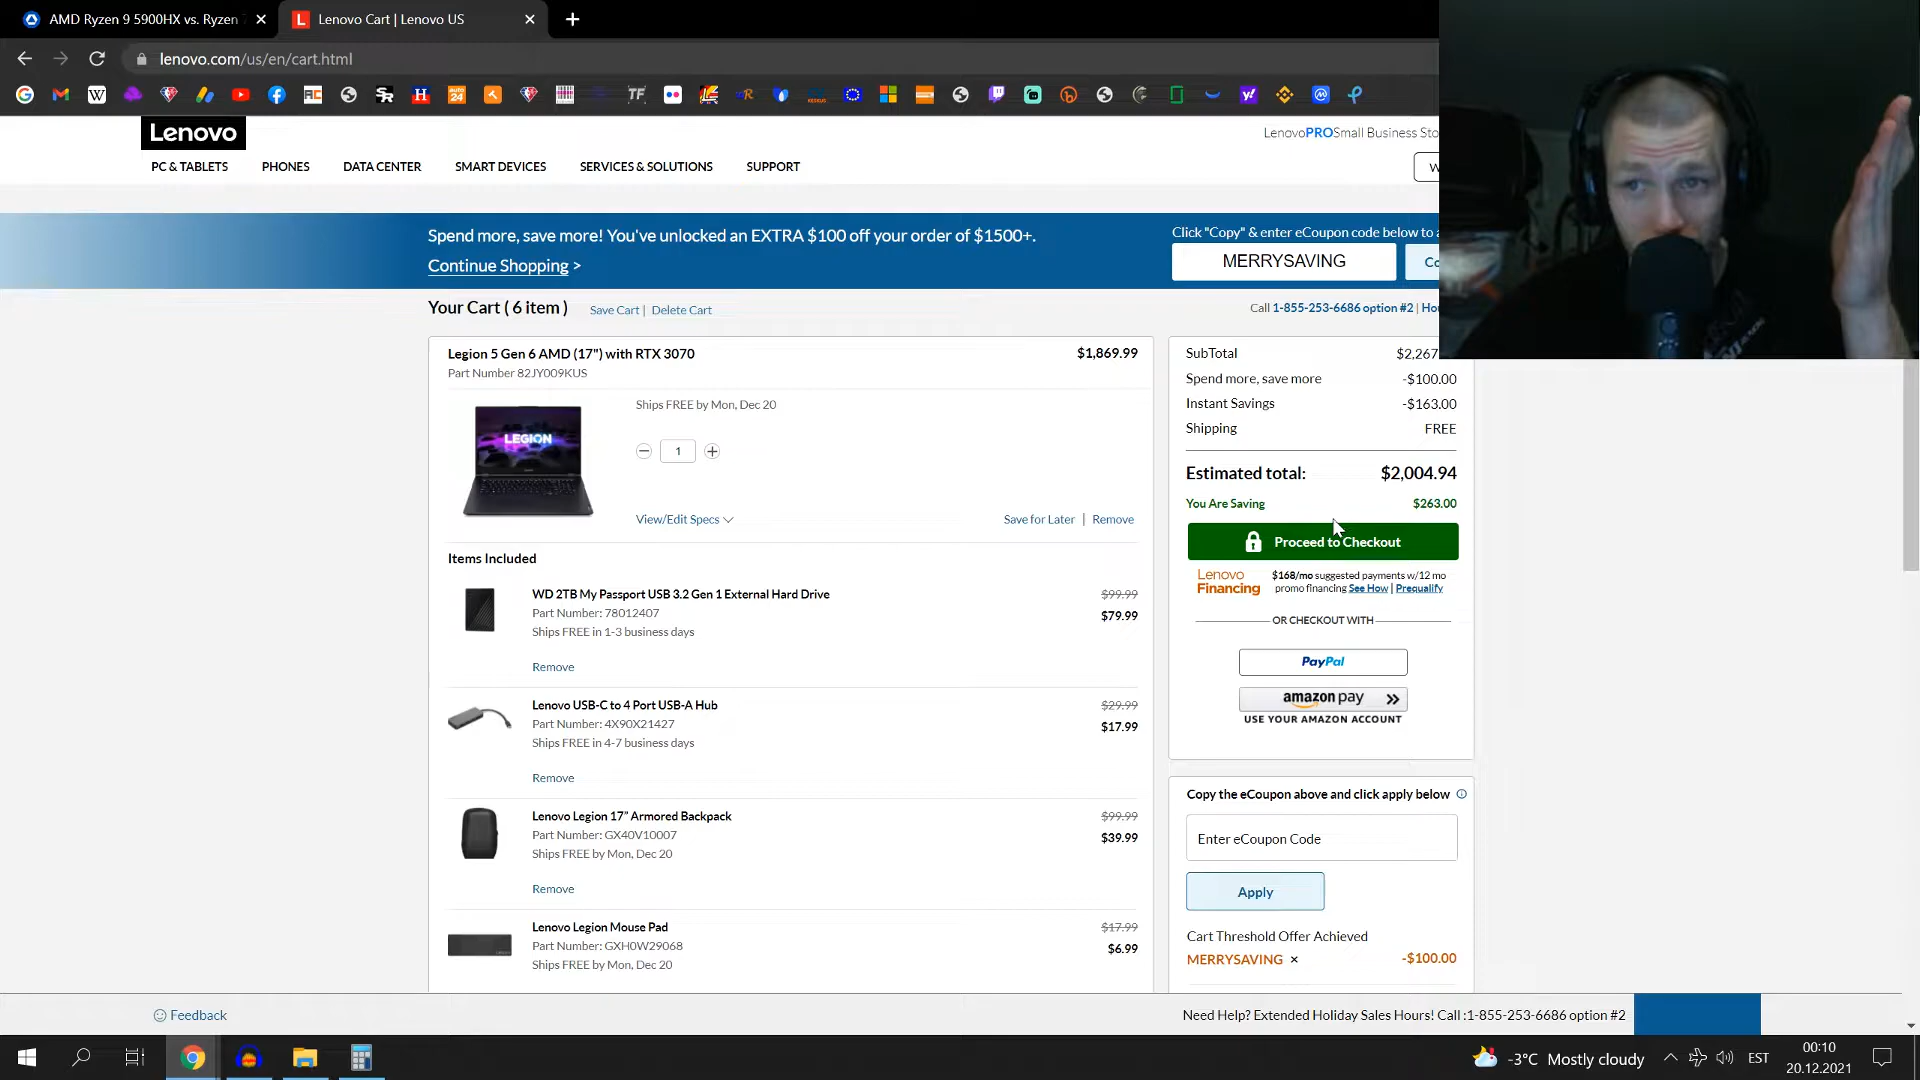 AMD Ryzen 9 5900HX vs. Ryzen
Lenovo Cart | Lenovo US
lenovo.com/us/en/cart.html
Lenovo
LenovoPROSmall Business Sto
PC & TABLETS
PHONES
DATA CENTER
SMART DEVICES
SERVICES & SOLUTIONS
SUPPORT
Spend more, save more! You've unlocked an EXTRA $100 off your order of $1500+.
Continue Shopping >
Click "Copy" & enter eCoupon code below to a
MERRYSAVING
Co
Your Cart ( 6 item )
Save Cart | Delete Cart
Call 1-855-253-6686 option #2 | Hou
Legion 5 Gen 6 AMD (17") with RTX 3070
$1,869.99
Part Number 82JY009KUS
Ships FREE by Mon, Dec 20
LEGION
1
View/Edit Specs
Save for Later | Remove
Items Included
WD 2TB My Passport USB 3.2 Gen 1 External Hard Drive
$99.99
Part Number: 78012407
$79.99
Ships FREE in 1-3 business days
Remove
Lenovo USB-C to 4 Port USB-A Hub
$29.99
Part Number: 4X90X21427
$17.99
Ships FREE in 4-7 business days
Remove
Lenovo Legion 17” Armored Backpack
$99.99
Part Number: GX40V10007
$39.99
Ships FREE by Mon, Dec 20
Remove
Lenovo Legion Mouse Pad
$17.99
Part Number: GXH0W29068
$6.99
Ships FREE by Mon, Dec 20
SubTotal $2,267.
Spend more, save more -$100.00
Instant Savings -$163.00
Shipping FREE
Estimated total: $2,004.94
You Are Saving $263.00
Proceed to Checkout
Lenovo Financing
$168/mo suggested payments w/12 mo
promo financing See How | Prequalify
OR CHECKOUT WITH
PayPal
amazon pay
USE YOUR AMAZON ACCOUNT
Copy the eCoupon above and click apply below
Enter eCoupon Code
Apply
Cart Threshold Offer Achieved
MERRYSAVING × -$100.00
Feedback
Need Help? Extended Holiday Sales Hours! Call :1-855-253-6686 option #2
-3°C Mostly cloudy
EST
00:10
20.12.2021